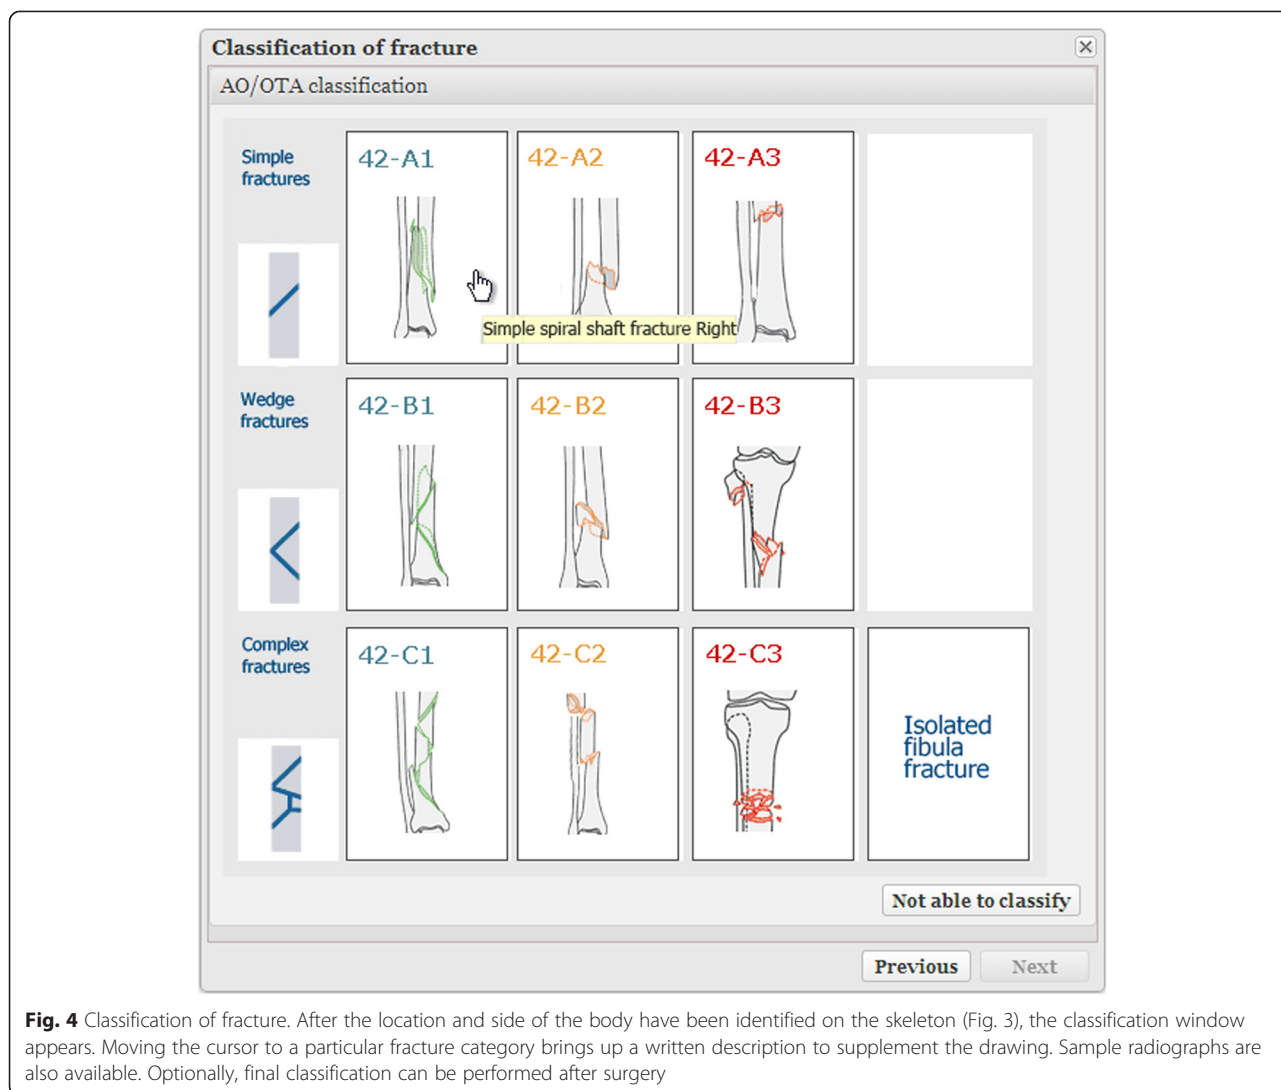 Classification of fracture
AO/OTA classification
Simple
fractures
42-A1
42-A2
42-A3
Simple spiral shaft fracture Right
Wedge
fractures
42-B1
42-B2
42-B3
Complex
fractures
42-C1
42-C2
42-C3
Isolated
fibula
fracture
Not able to classify
Previous
Next
Fig. 4 Classification of fracture. After the location and side of the body have been identified on the skeleton (Fig. 3), the classification window
appears. Moving the cursor to a particular fracture category brings up a written description to supplement the drawing. Sample radiographs are
also available. Optionally, final classification can be performed after surgery